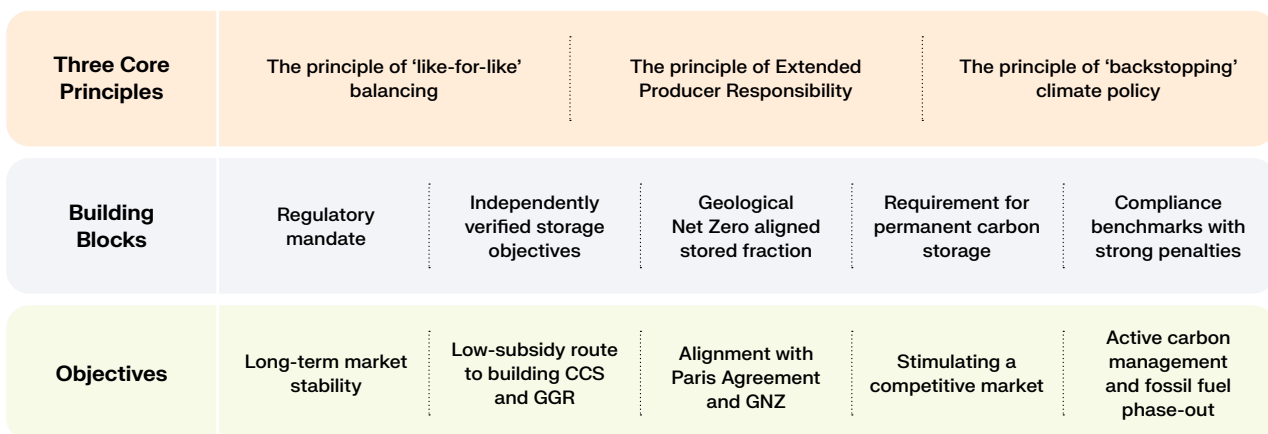 Three Core
Principles
The principle of ‘like-for-like’
balancing
The principle of Extended
Producer Responsibility
The principle of ‘backstopping’
climate policy
Building
Blocks
Regulatory
mandate
Independently
verified storage
objectives
Geological
Net Zero aligned
stored fraction
Requirement for
permanent carbon
storage
Compliance
benchmarks with
strong penalties
Objectives
Long-term market
stability
Low-subsidy route
to building CCS
and GGR
Alignment with
Paris Agreement
and GNZ
Stimulating a
competitive market
Active carbon
management
and fossil fuel
phase-out